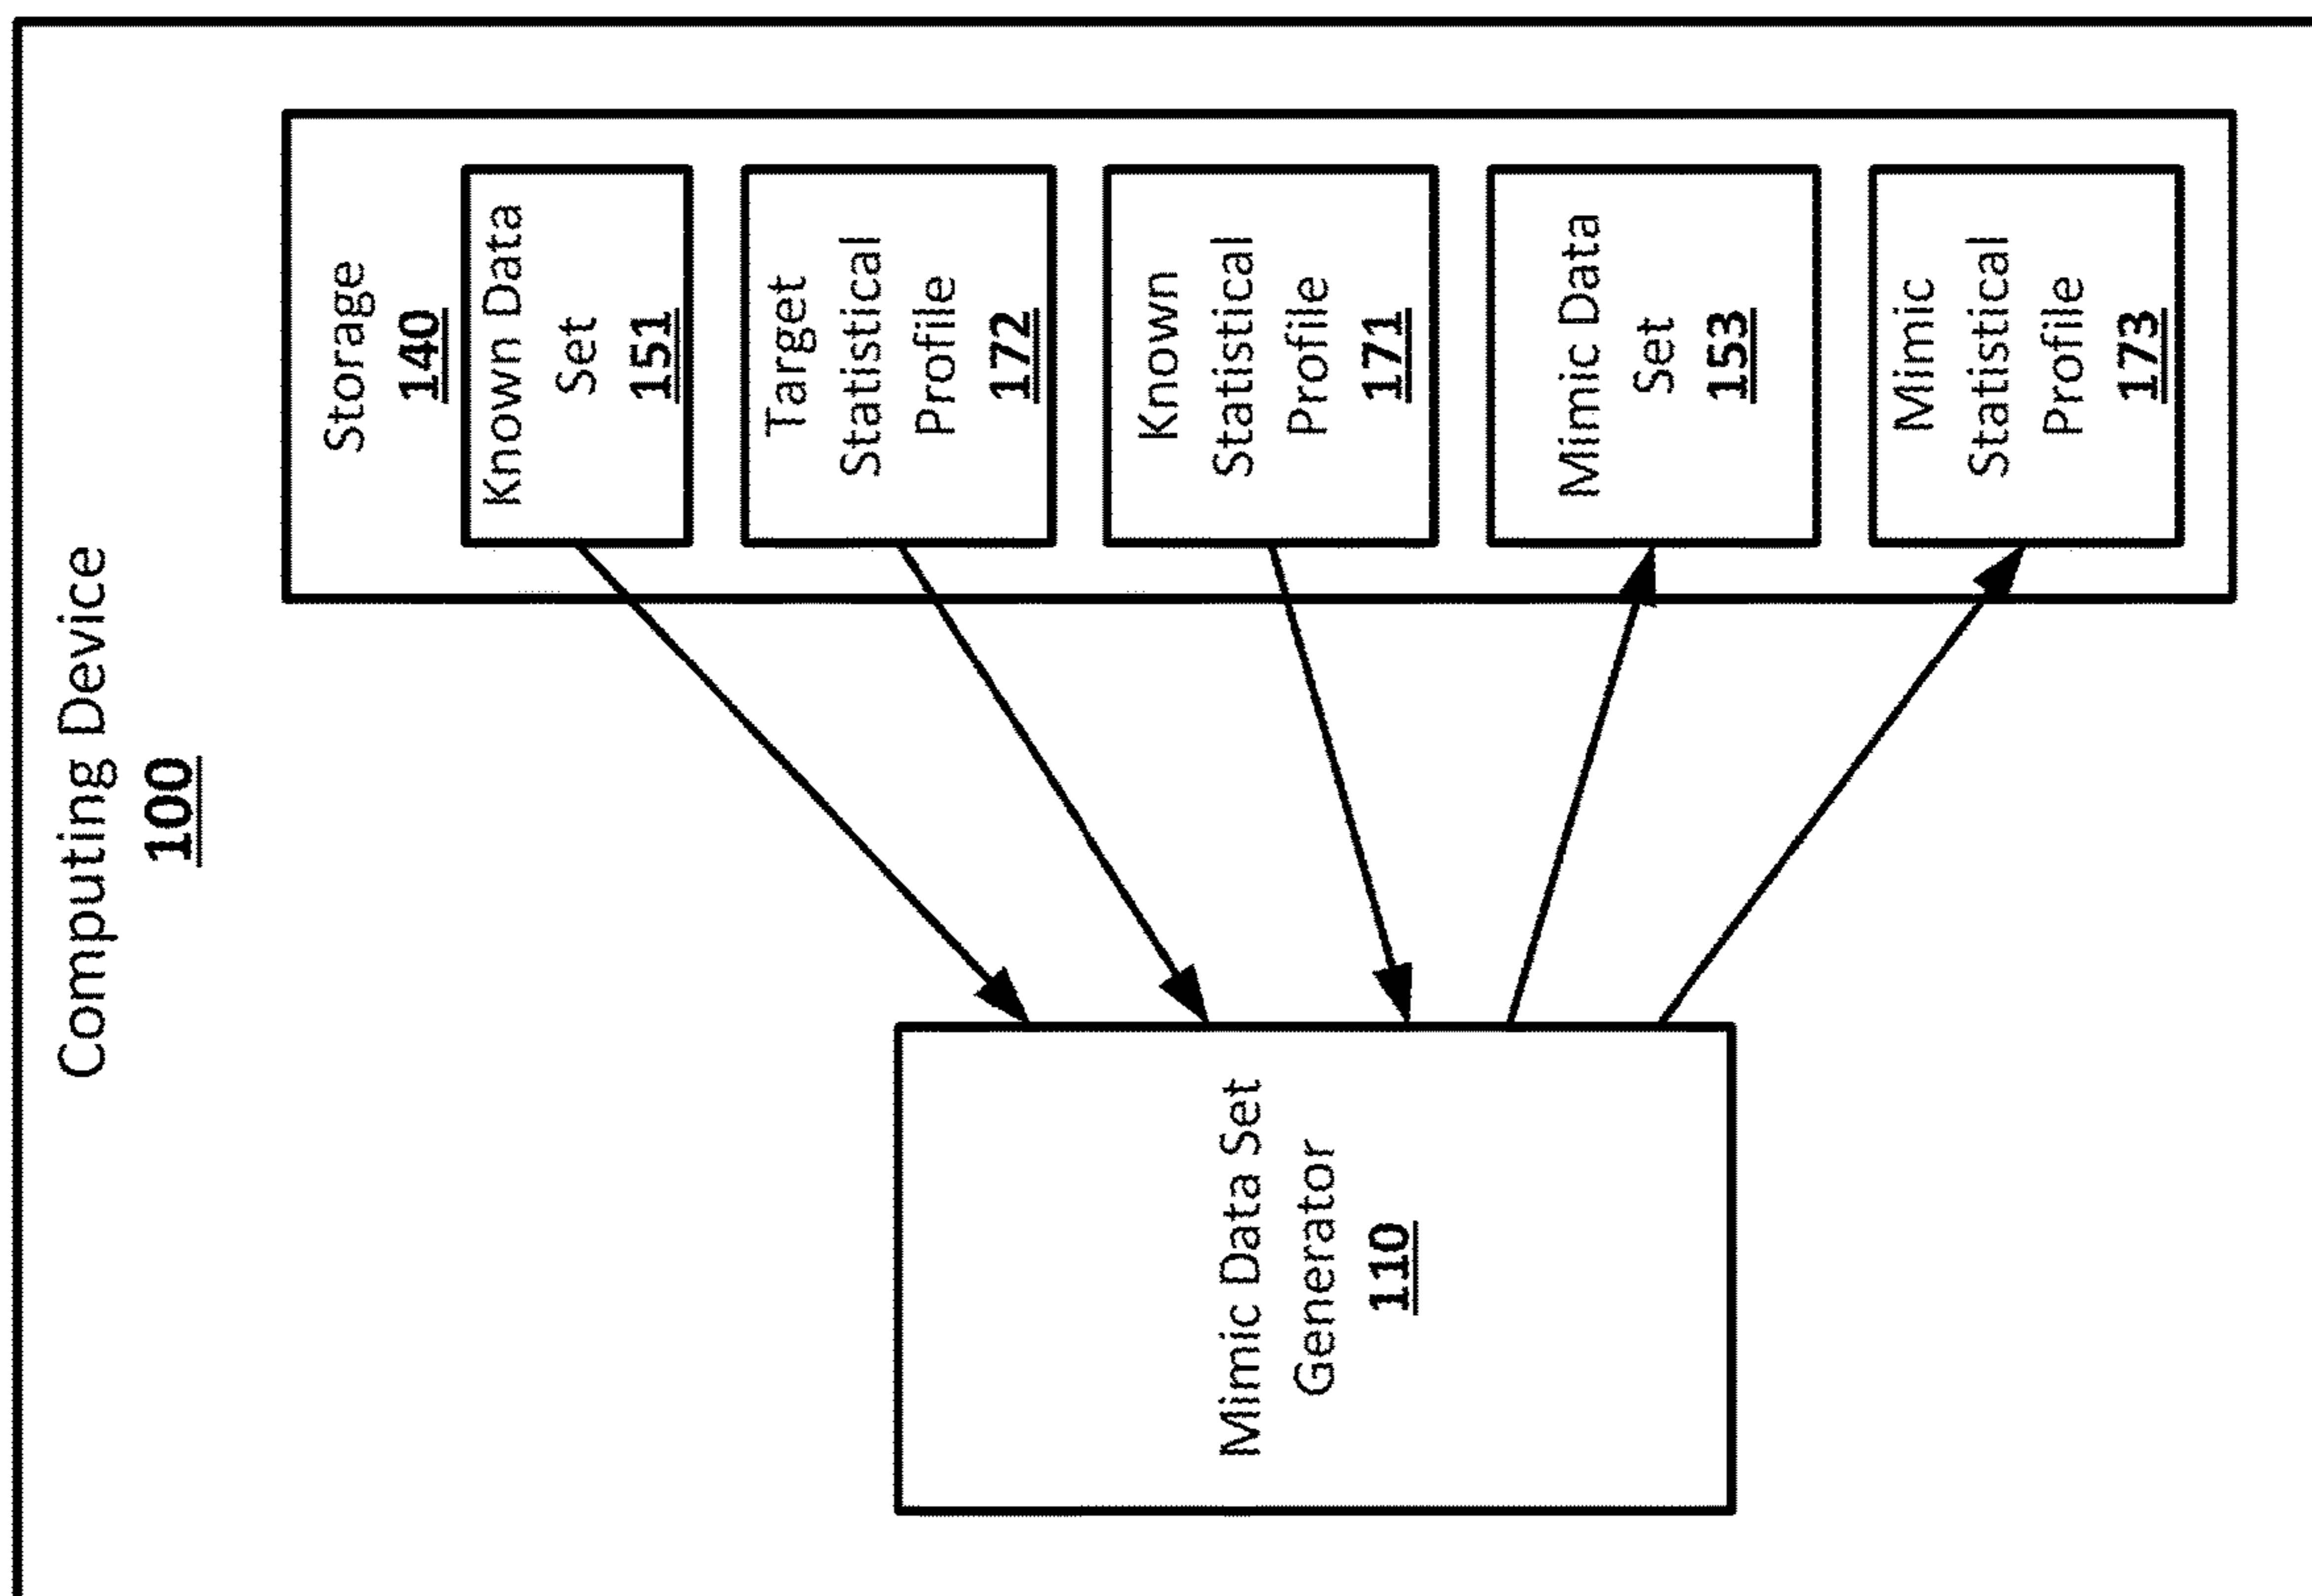 Computing Device
100
Storage
140
Known Data
Set
151
Target
Statistical
Profile
172
Known
Statistical
Profile
171
Mimic Data
Set
153
Mimic
Statistical
Profile
173
Mimic Data Set
Generator
110